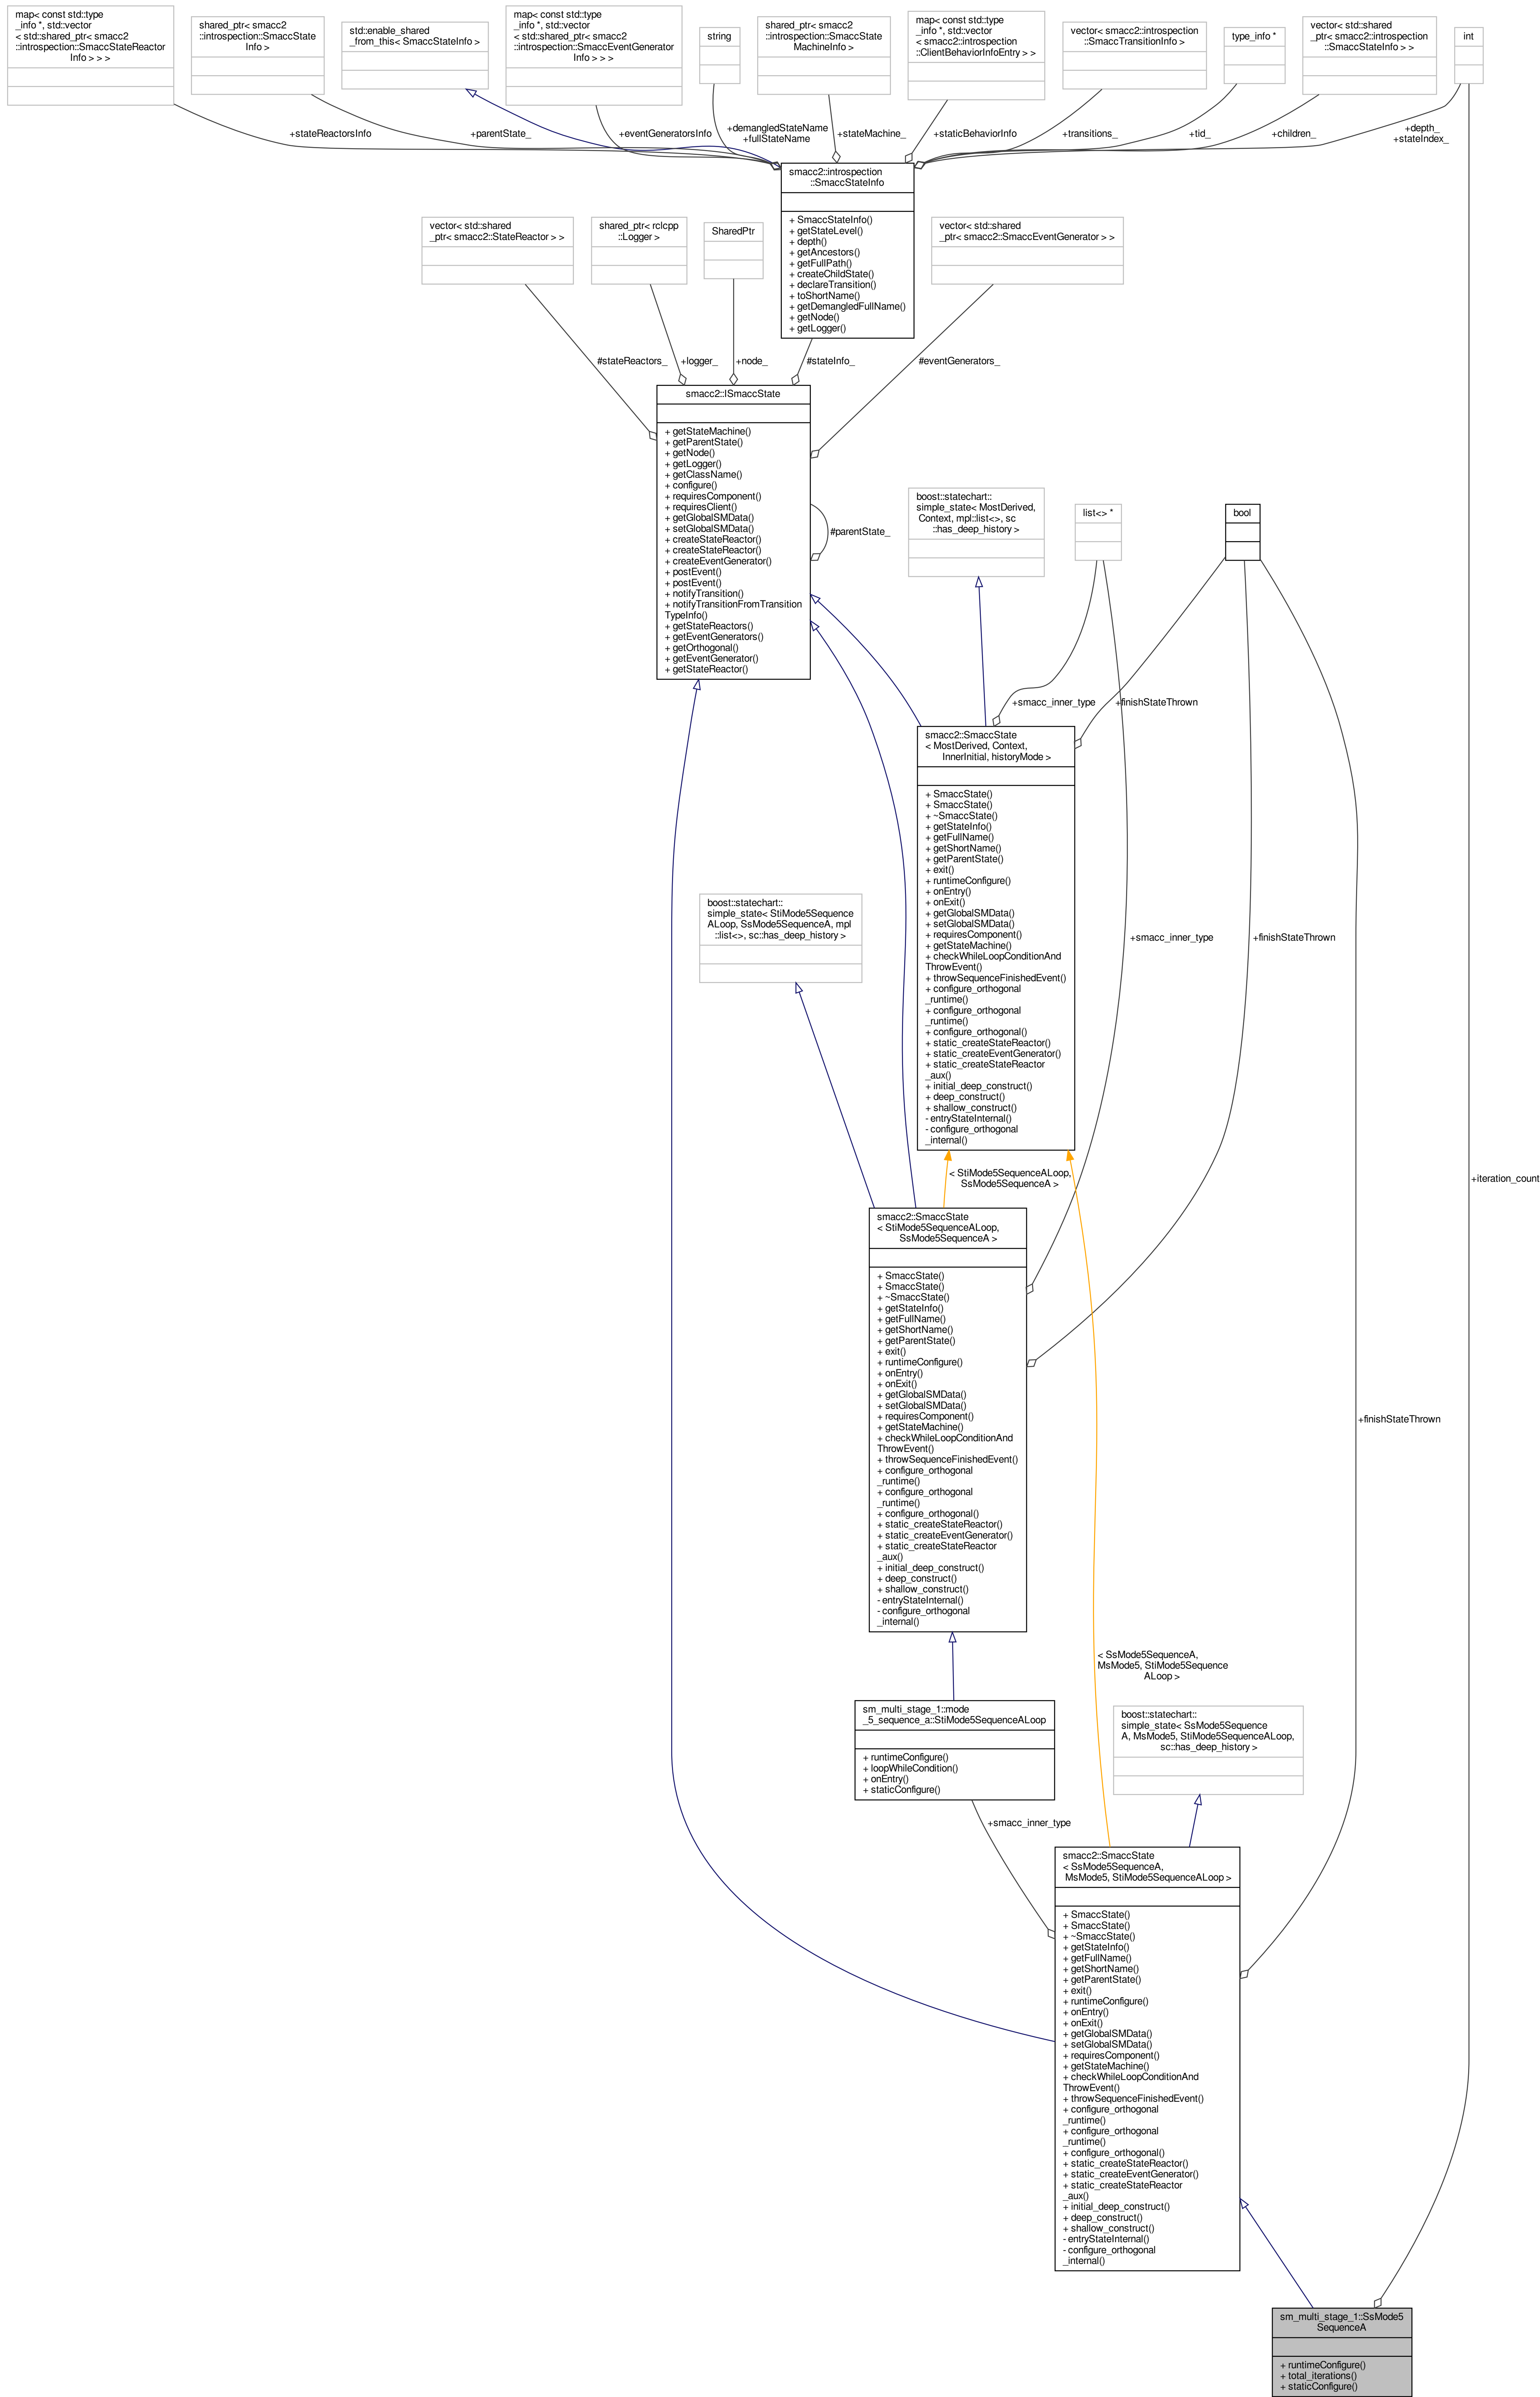 map< const std::type
_info *, std::vector
< std::shared_ptr< smacc2
::introspection::SmaccStateReactor
Info > > >
shared_ptr< smacc2
::introspection::SmaccState
Info >
std::enable_shared
_from_this< SmaccStateInfo >
map< const std::type
_info *, std::vector
< std::shared_ptr< smacc2
::introspection::SmaccEventGenerator
Info > > >
string
shared_ptr< smacc2
::introspection::SmaccState
MachineInfo >
map< const std::type
_info *, std::vector
< smacc2::introspection
::ClientBehaviorInfoEntry > >
vector< smacc2::introspection
::SmaccTransitionInfo >
type_info *
vector< std::shared
_ptr< smacc2::introspection
::SmaccStateInfo > >
int
+stateReactorsInfo
+parentState_
+eventGeneratorsInfo
+demangledStateName
+fullStateName
+stateMachine_
+staticBehaviorInfo
+transitions_
+tid_
+children_
+depth_
+stateIndex_
smacc2::introspection
::SmaccStateInfo
+ SmaccStateInfo()
+ getStateLevel()
+ depth()
+ getAncestors()
+ getFullPath()
+ createChildState()
+ declareTransition()
+ toShortName()
+ getDemangledFullName()
+ getNode()
+ getLogger()
vector< std::shared
_ptr< smacc2::StateReactor > >
shared_ptr< rclcpp
::Logger >
SharedPtr
vector< std::shared
_ptr< smacc2::SmaccEventGenerator > >
#stateReactors_
+logger_
+node_
#stateInfo_
#eventGenerators_
smacc2::ISmaccState
+ getStateMachine()
+ getParentState()
+ getNode()
+ getLogger()
+ getClassName()
+ configure()
+ requiresComponent()
+ requiresClient()
+ getGlobalSMData()
+ setGlobalSMData()
+ createStateReactor()
+ createStateReactor()
+ createEventGenerator()
+ postEvent()
+ postEvent()
+ notifyTransition()
+ notifyTransitionFromTransition
TypeInfo()
+ getStateReactors()
+ getEventGenerators()
+ getOrthogonal()
+ getEventGenerator()
+ getStateReactor()
#parentState_
boost::statechart::
simple_state< MostDerived,
Context, mpl::list<>, sc
::has_deep_history >
list<> *
bool
+smacc_inner_type
+finishStateThrown
smacc2::SmaccState
< MostDerived, Context,
InnerInitial, historyMode >
+ SmaccState()
+ SmaccState()
+ ~SmaccState()
+ getStateInfo()
+ getFullName()
+ getShortName()
+ getParentState()
+ exit()
+ runtimeConfigure()
+ onEntry()
+ onExit()
+ getGlobalSMData()
+ setGlobalSMData()
+ requiresComponent()
+ getStateMachine()
+ checkWhileLoopConditionAnd
ThrowEvent()
+ throwSequenceFinishedEvent()
+ configure_orthogonal
_runtime()
+ configure_orthogonal
_runtime()
+ configure_orthogonal()
+ static_createStateReactor()
+ static_createEventGenerator()
+ static_createStateReactor
_aux()
+ initial_deep_construct()
+ deep_construct()
+ shallow_construct()
- entryStateInternal()
- configure_orthogonal
_internal()
boost::statechart::
simple_state< StiMode5Sequence
ALoop, SsMode5SequenceA, mpl
::list<>, sc::has_deep_history >
+smacc_inner_type
+finishStateThrown
< StiMode5SequenceALoop,
SsMode5SequenceA >
+iteration_count
smacc2::SmaccState
< StiMode5SequenceALoop,
SsMode5SequenceA >
+ SmaccState()
+ SmaccState()
+ ~SmaccState()
+ getStateInfo()
+ getFullName()
+ getShortName()
+ getParentState()
+ exit()
+ runtimeConfigure()
+ onEntry()
+ onExit()
+ getGlobalSMData()
+ setGlobalSMData()
+ requiresComponent()
+ getStateMachine()
+ checkWhileLoopConditionAnd
ThrowEvent()
+ throwSequenceFinishedEvent()
+ configure_orthogonal
_runtime()
+ configure_orthogonal
_runtime()
+ configure_orthogonal()
+ static_createStateReactor()
+ static_createEventGenerator()
+ static_createStateReactor
_aux()
+ initial_deep_construct()
+ deep_construct()
+ shallow_construct()
- entryStateInternal()
- configure_orthogonal
_internal()
+finishStateThrown
< SsMode5SequenceA,
MsMode5, StiMode5Sequence
ALoop >
sm_multi_stage_1::mode
_5_sequence_a::StiMode5SequenceALoop
+ runtimeConfigure()
+ loopWhileCondition()
+ onEntry()
+ staticConfigure()
boost::statechart::
simple_state< SsMode5Sequence
A, MsMode5, StiMode5SequenceALoop,
sc::has_deep_history >
+smacc_inner_type
smacc2::SmaccState
< SsMode5SequenceA,
MsMode5, StiMode5SequenceALoop >
+ SmaccState()
+ SmaccState()
+ ~SmaccState()
+ getStateInfo()
+ getFullName()
+ getShortName()
+ getParentState()
+ exit()
+ runtimeConfigure()
+ onEntry()
+ onExit()
+ getGlobalSMData()
+ setGlobalSMData()
+ requiresComponent()
+ getStateMachine()
+ checkWhileLoopConditionAnd
ThrowEvent()
+ throwSequenceFinishedEvent()
+ configure_orthogonal
_runtime()
+ configure_orthogonal
_runtime()
+ configure_orthogonal()
+ static_createStateReactor()
+ static_createEventGenerator()
+ static_createStateReactor
_aux()
+ initial_deep_construct()
+ deep_construct()
+ shallow_construct()
- entryStateInternal()
- configure_orthogonal
_internal()
sm_multi_stage_1::SsMode5
SequenceA
+ runtimeConfigure()
+ total_iterations()
+ staticConfigure()